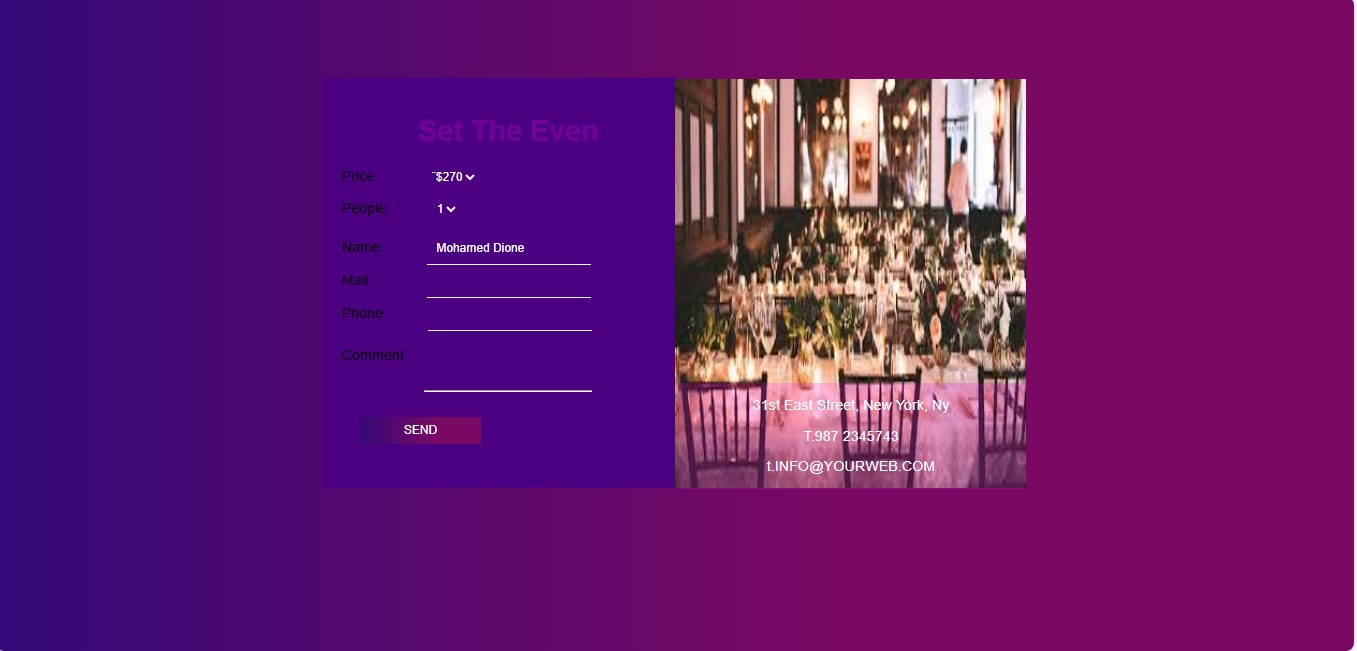 Set The Even
Price $270
People 1
Name Mohamed Dione
Mail
Phone
Comment
SEND
31st East Street, New York, Ny
T.987 2345743
t.INFO@YOURWEB.COM